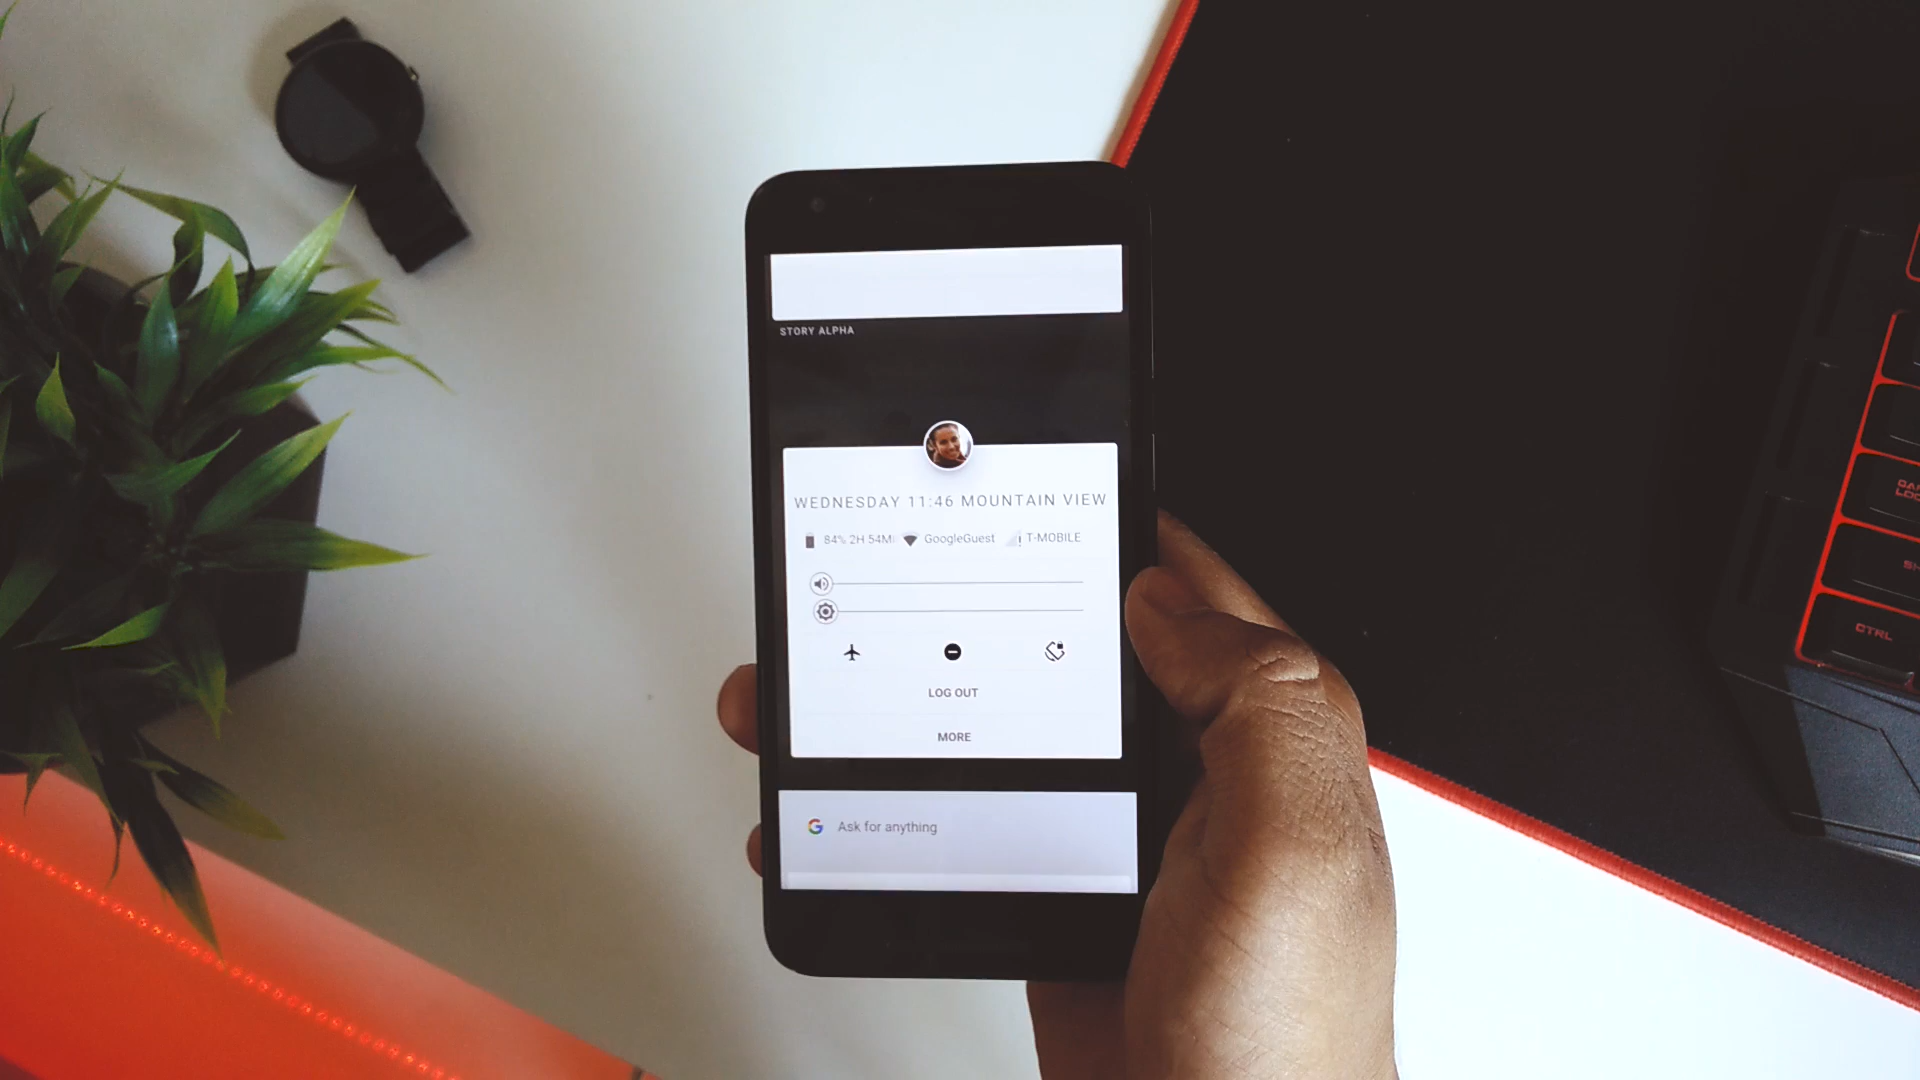 STORY ALPHA
WEDNESDAY 11:46 MOUNTAIN VIEW
84% 2H 54M
GoogleGuest
T-MOBILE
LOG OUT
MORE
G Ask for anything
CTRL